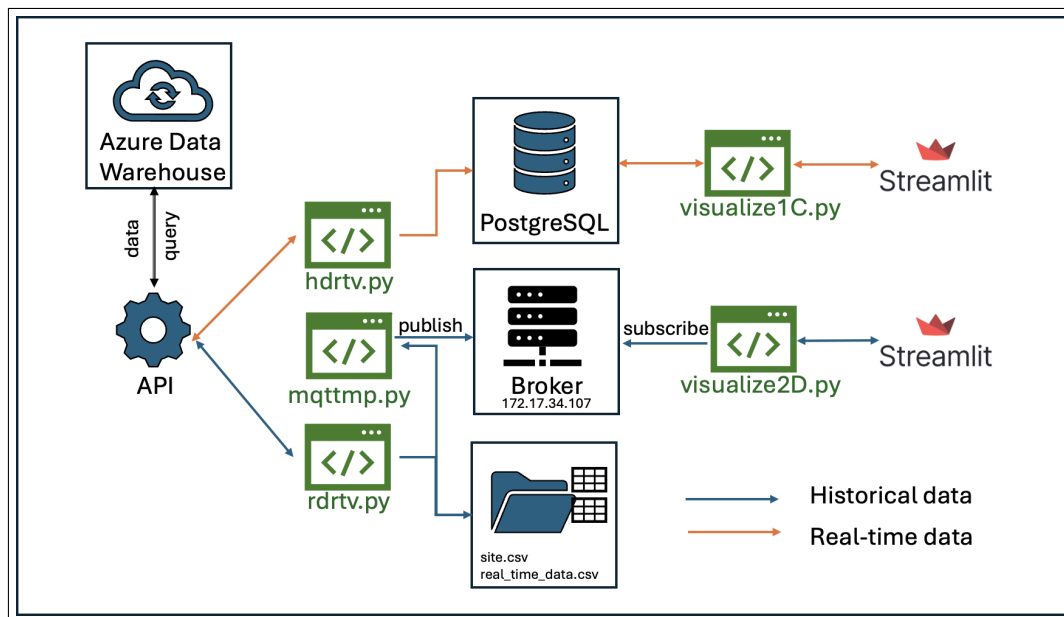 Azure Data
Warehouse
data
query
API
hdrtv.py
mqttmp.py
rdrtv.py
publish
PostgreSQL
Broker
172.17.34.107
site.csv
real_time_data.csv
subscribe
visualize1C.py
visualize2D.py
Streamlit
Streamlit
Historical data
Real-time data